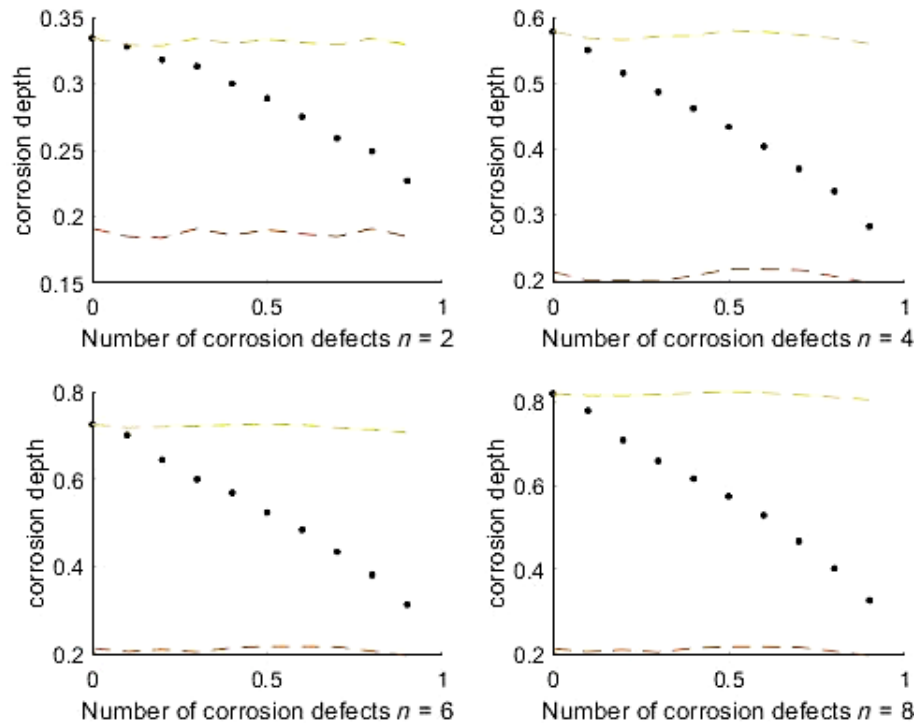 0.35
0.3
0.25
0.2
0.15
corrosion depth
0 0.5 1
Number of corrosion defects n = 2
0.6
0.5
0.4
0.3
0.2
corrosion depth
0 0.5 1
Number of corrosion defects n = 4
0.8
0.6
0.4
0.2
corrosion depth
0 0.5 1
Number of corrosion defects n = 6
0.8
0.6
0.4
0.2
corrosion depth
0 0.5 1
Number of corrosion defects n = 8